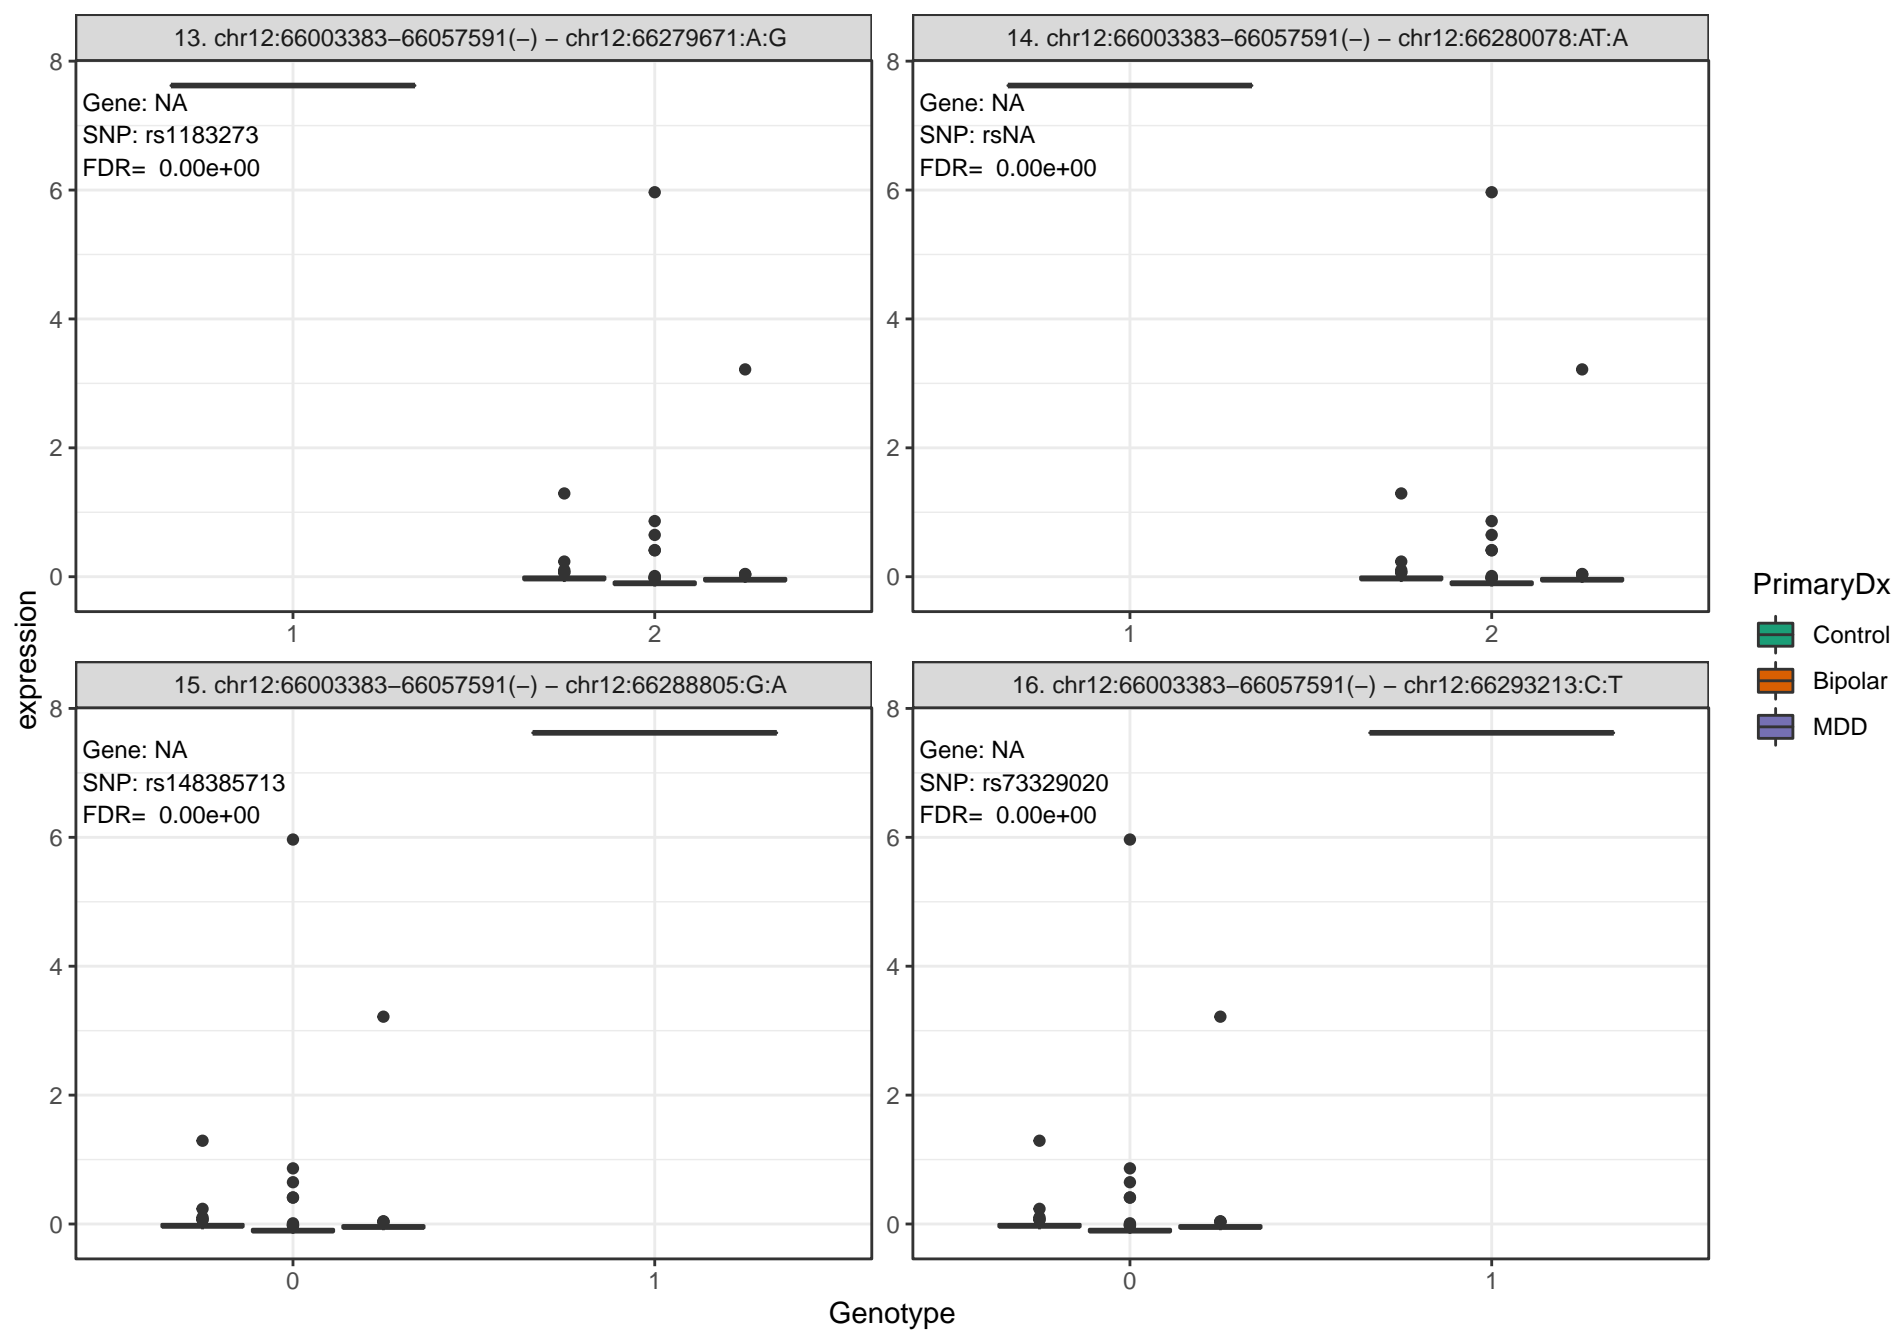 13. chr12:66003383−66057591(−) − chr12:66279671:A:G
14. chr12:66003383−66057591(−) − chr12:66280078:AT:A
8
Gene: NA
SNP: rs1183273
FDR=  0.00e+00
6
4
2
0
1
2
8
Gene: NA
SNP: rsNA
FDR=  0.00e+00
6
4
2
0
1
2
expression
15. chr12:66003383−66057591(−) − chr12:66288805:G:A
16. chr12:66003383−66057591(−) − chr12:66293213:C:T
8
Gene: NA
SNP: rs148385713
FDR=  0.00e+00
6
4
2
0
0
1
8
Gene: NA
SNP: rs73329020
FDR=  0.00e+00
6
4
2
0
0
1
Genotype
PrimaryDx
Control
Bipolar
MDD